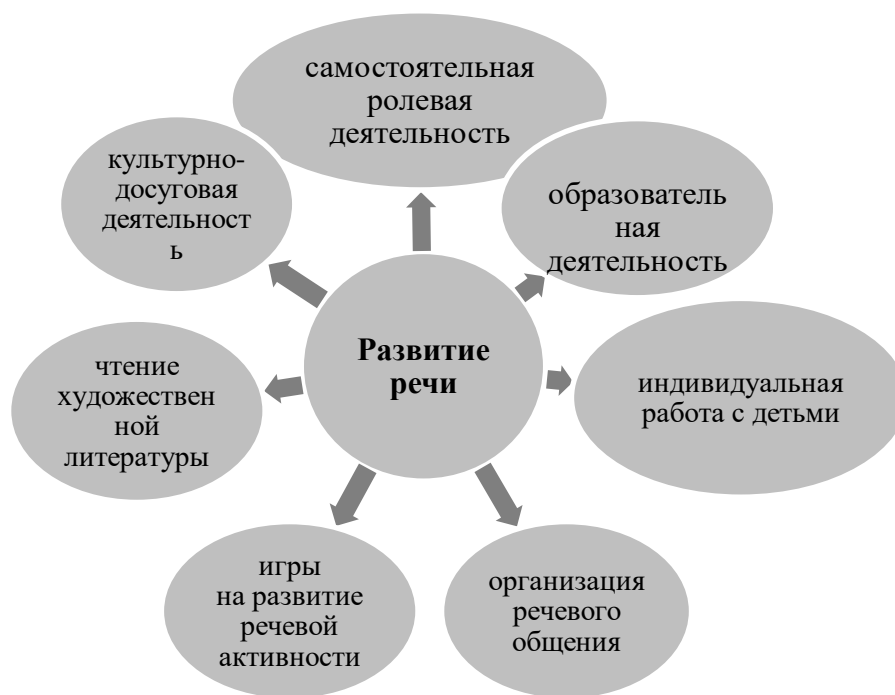 самостоятельная
ролевая
деятельность
образователь
ная
деятельность
индивидуальная
работа с детьми
организация
речевого
общения
игры
на развитие
речевой
активности
чтение
художествен
ной
литературы
культурно-
досуговая
деятельност
ь
Развитие
речи